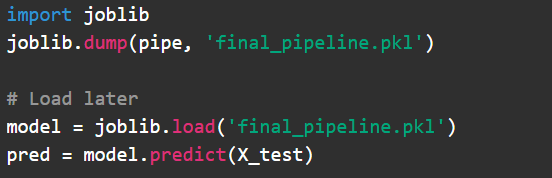 import joblib
joblib.dump(pipe, 'final_pipeline.pkl')
# Load later
model = joblib.load('final_pipeline.pkl')
pred = model.predict(X_test)